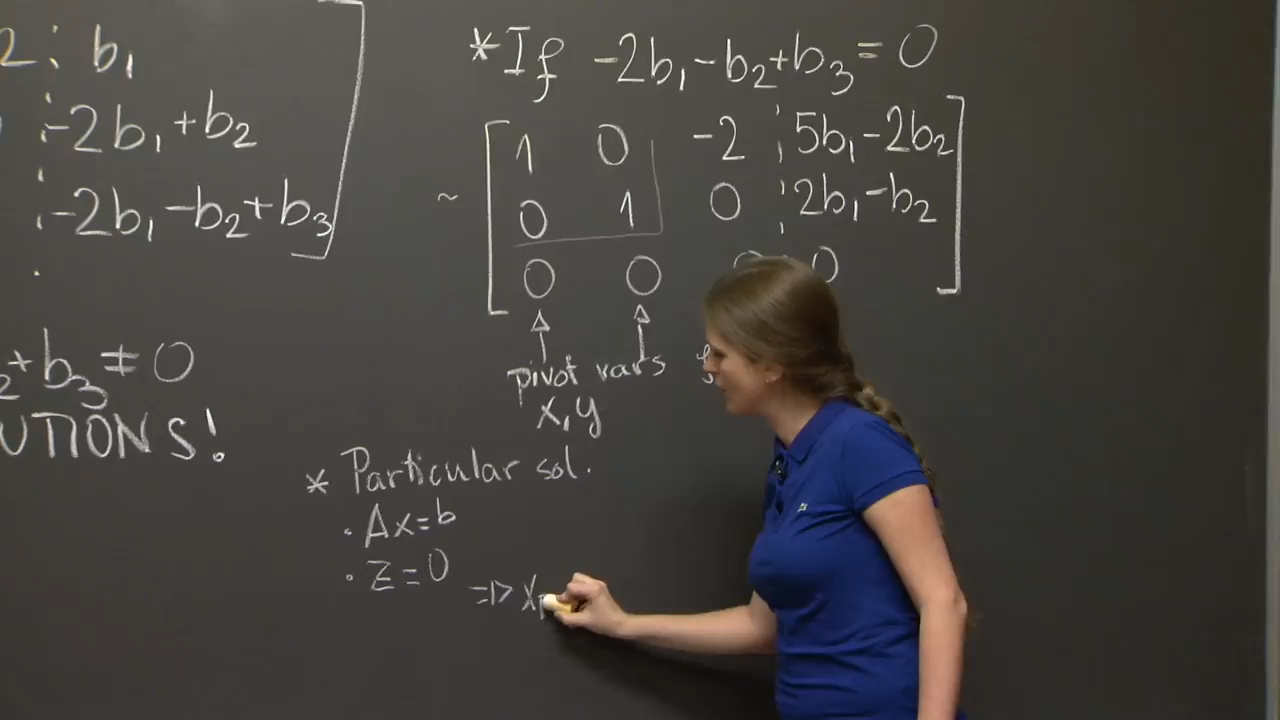 2 ¦ b₁
¦ -2b₁+b₂
¦ -2b₁-b₂+b₃
+b₃≠0
UTIONS!
*If -2b₁-b₂+b₃=0
1 0 -2 ¦ 5b₁-2b₂
~ 0 1 0 ¦ 2b₁-b₂
0 0 0 0
pivot vars
x, y
* Particular sol.
· Ax=b
· z=0
=> x